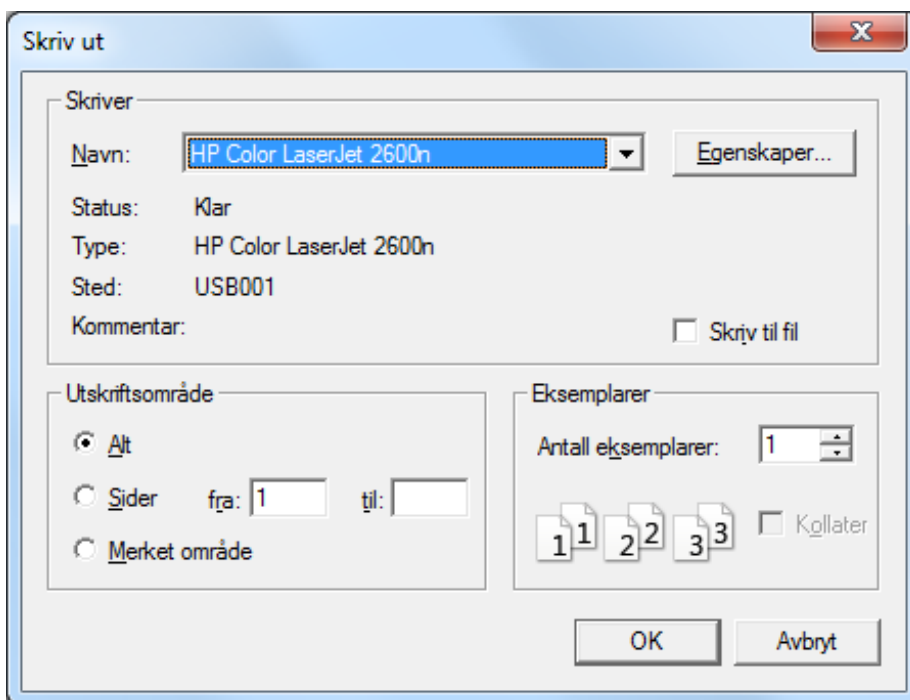 Skriv ut
Skriver
Navn: HP Color LaserJet 2600n Egenskaper...
Status: Klar
Type: HP Color LaserJet 2600n
Sted: USB001
Kommentar: Skriv til fil
Utskriftsområde
Alt
Sider fra: 1 til:
Merket område
Eksemplarer
Antall eksemplarer: 1
1 1 2 2 3 3 Kollater
OK Avbryt